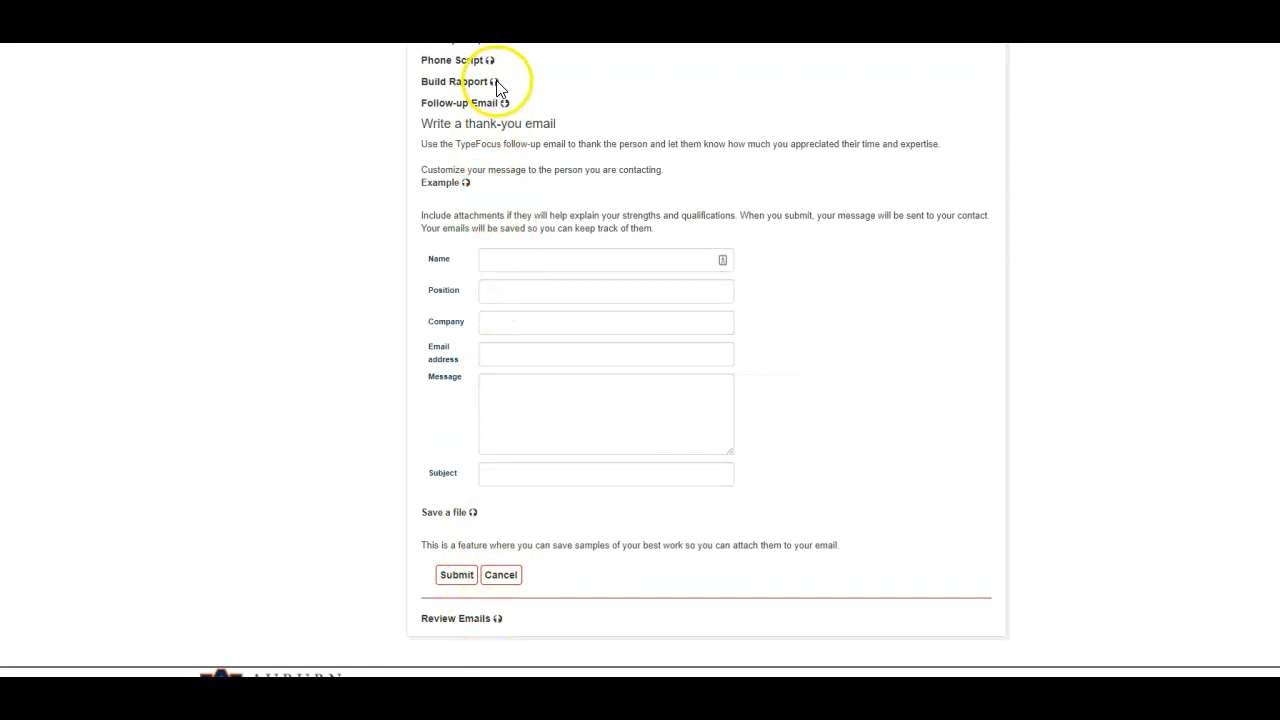 Phone Script
Build Rapport
Follow-up Email
Write a thank-you email
Use the TypeFocus follow-up email to thank the person and let them know how much you appreciated their time and expertise.
Customize your message to the person you are contacting.
Example
Include attachments if they will help explain your strengths and qualifications. When you submit, your message will be sent to your contact.
Your emails will be saved so you can keep track of them.
Name
Position
Company
Email
address
Message
Subject
Save a file
This is a feature where you can save samples of your best work so you can attach them to your email.
Submit Cancel
Review Emails
AUBURN